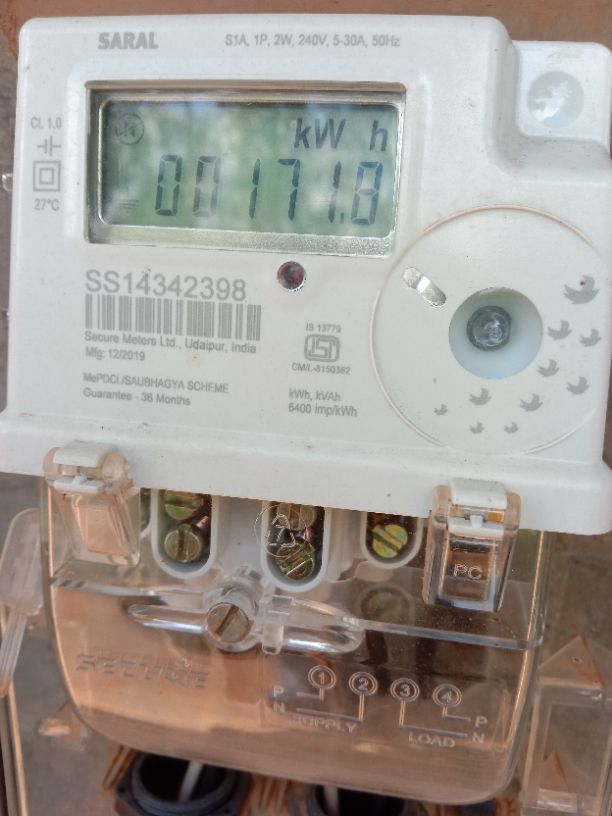 SARAL
S1A, 1P, 2W, 240V, 5-30A, 50Hz
Cl. 1.0
27°C
kW h
00171.8
SS14342398
Secure Meters Ltd., Udaipur, India
Mfg: 12/2019
MePDCL/SAUBHAGYA SCHEME
Guarantee - 36 Months
IS 13779
ISI
CM/L-8150362
kWh, kVAh
6400 imp/kWh
PC
SECURE
1 2 3 4
P P
N N
SUPPLY LOAD